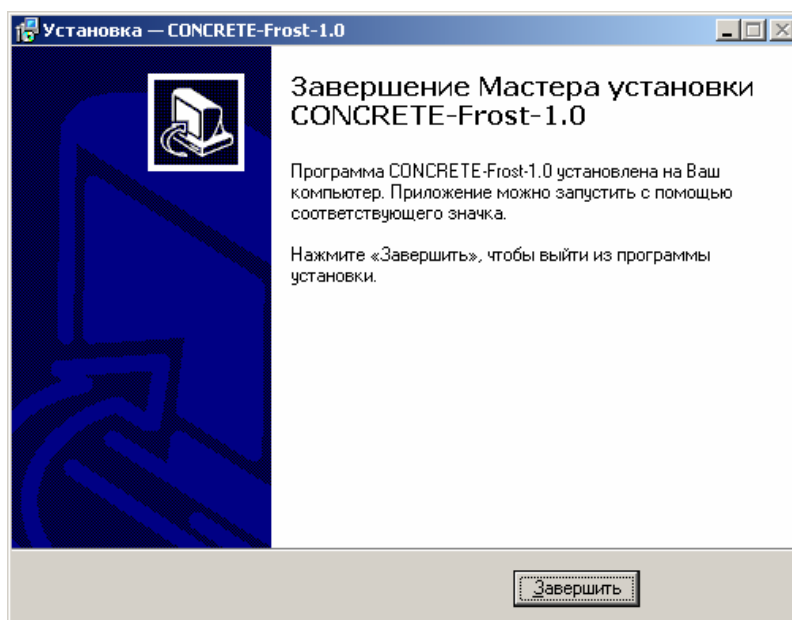 Установка — CONCRETE-Frost-1.0
Завершение Мастера установки
CONCRETE-Frost-1.0
Программа CONCRETE-Frost-1.0 установлена на Ваш
компьютер. Приложение можно запустить с помощью
соответствующего значка.
Нажмите «Завершить», чтобы выйти из программы
установки.
Завершить